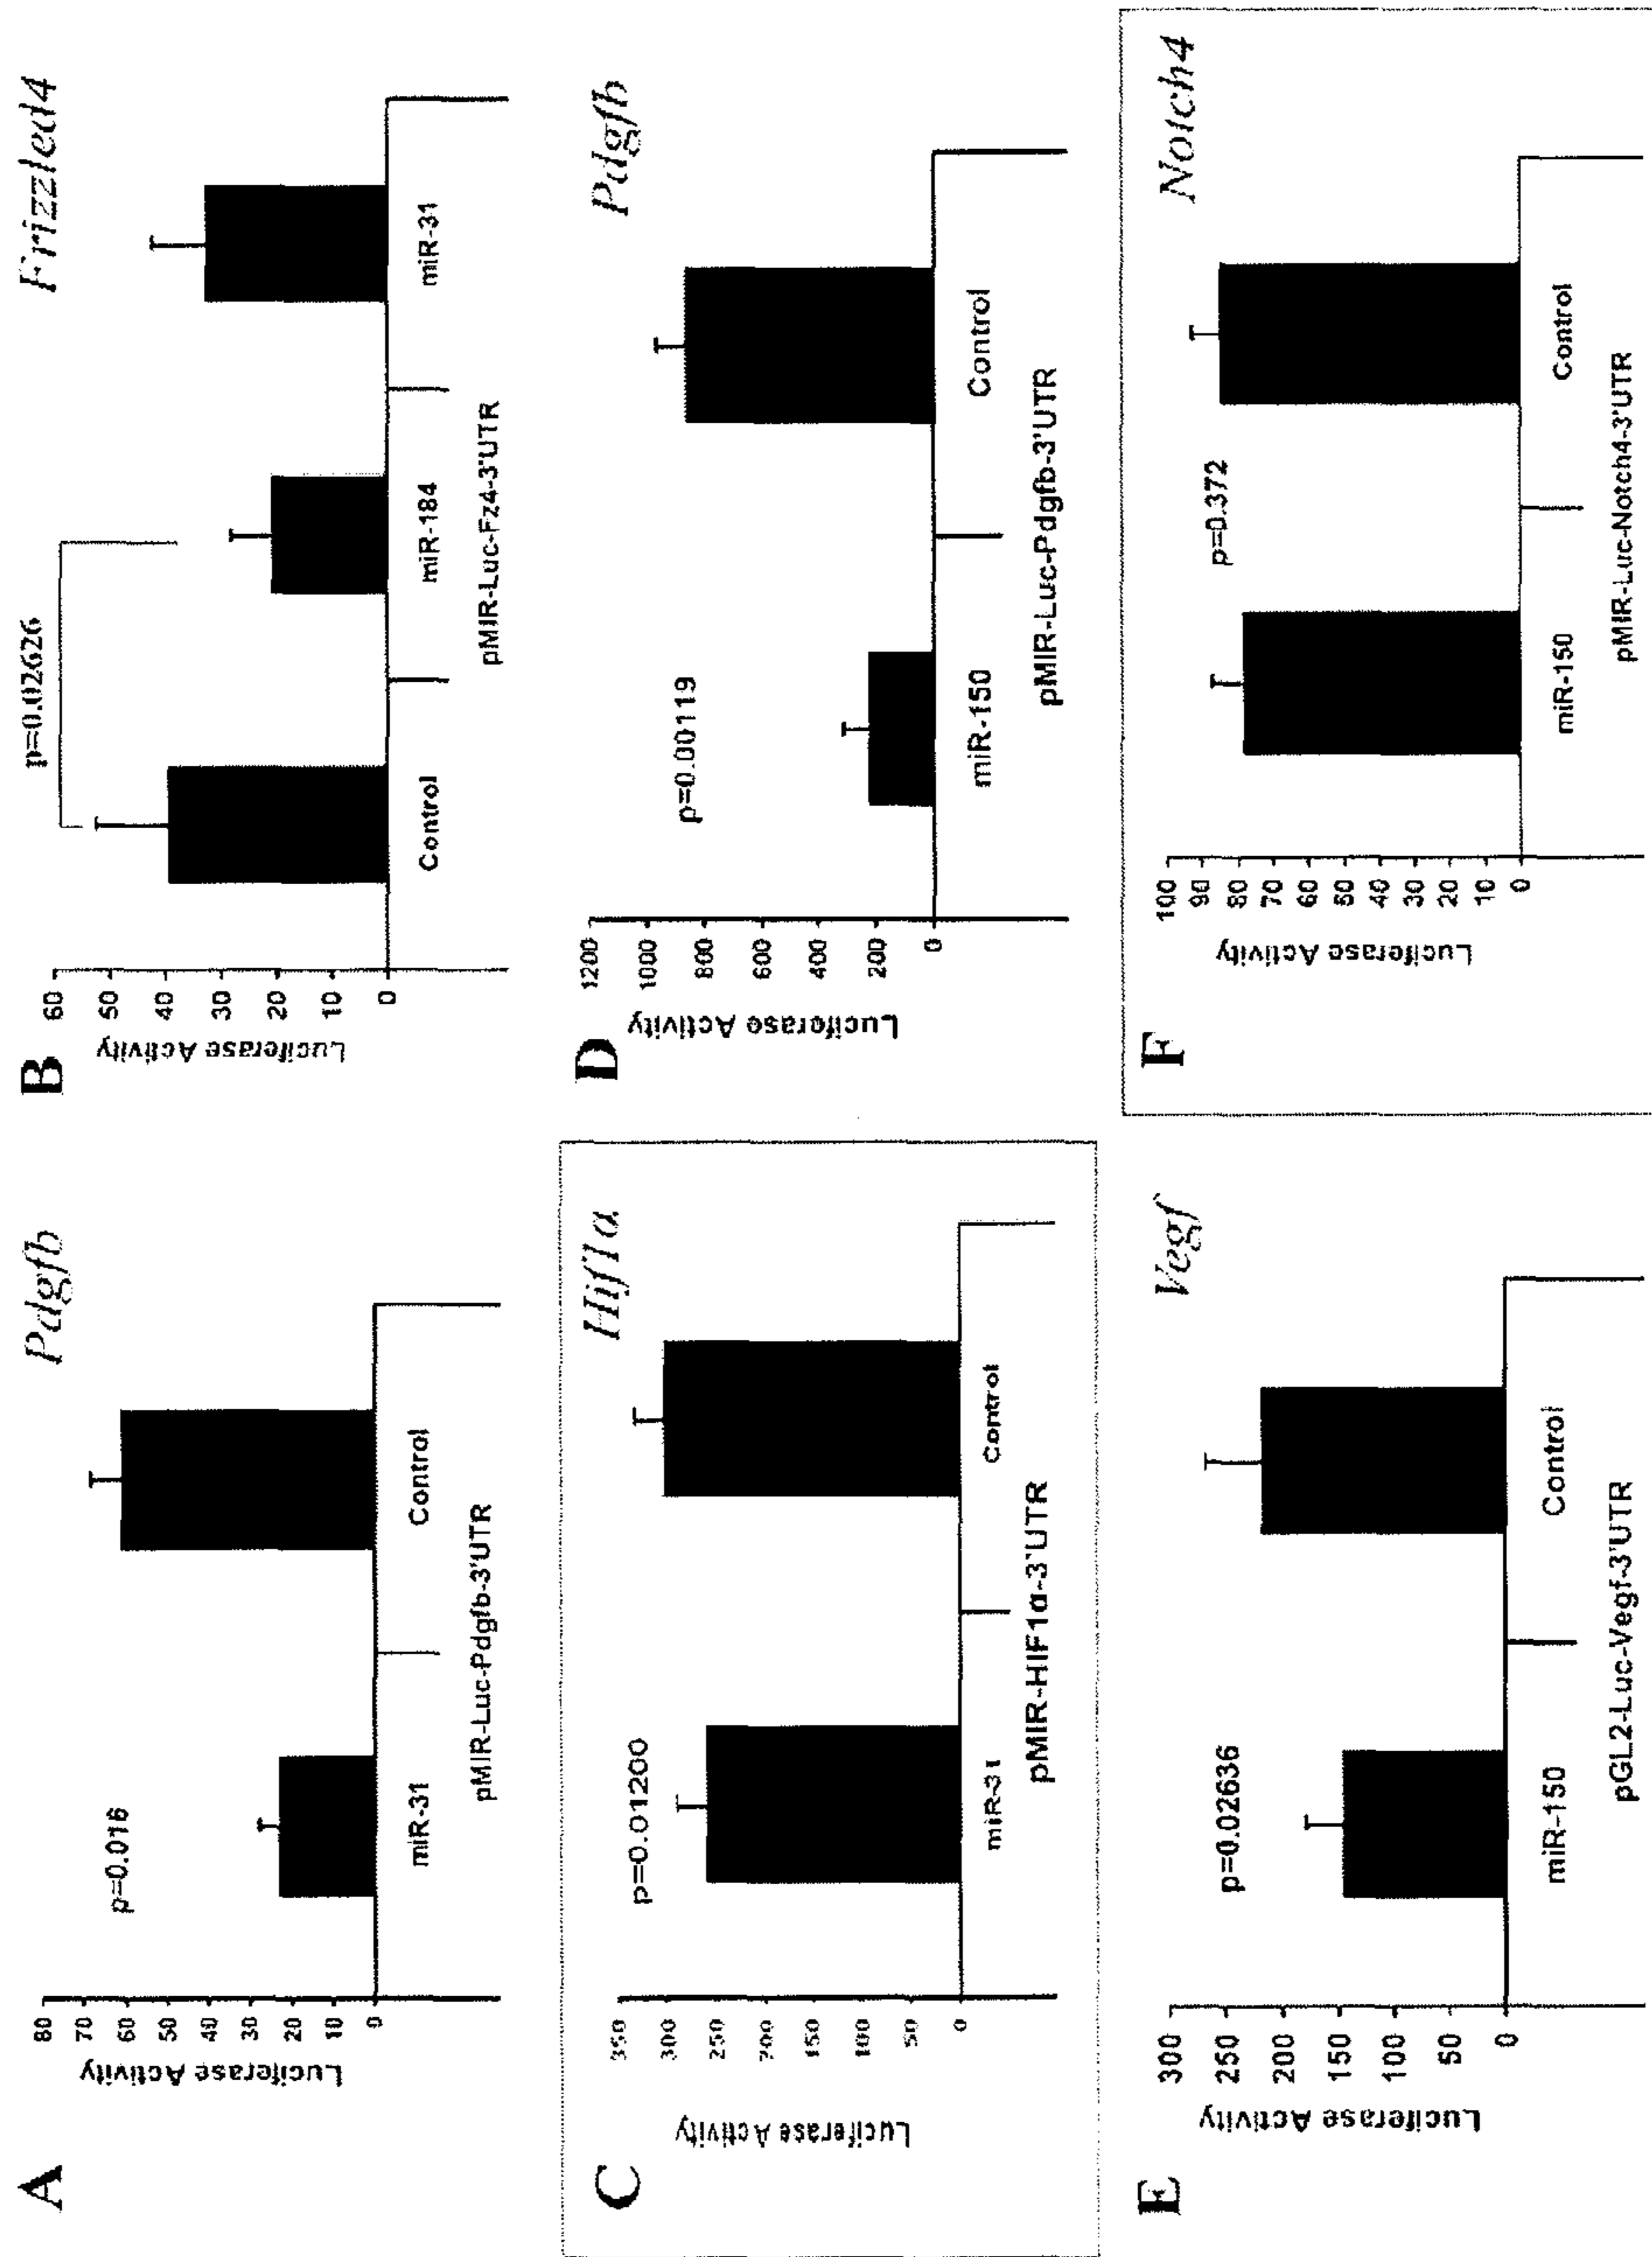 A
Pdgfb
p=0.016
Luciferase Activity
80
70
60
50
40
30
20
10
0
miR-31
Control
pMIR-Luc-Pdgfb-3'UTR
B
Frizzled4
p=0.02626
Luciferase Activity
60
50
40
30
20
10
0
Control
miR-184
miR-31
pMIR-Luc-Fz4-3'UTR
C
Hif1α
p=0.01200
Luciferase Activity
350
300
250
200
150
100
50
0
miR-31
Control
pMIR-HIF1α-3'UTR
D
Pdgfb
p=0.00119
Luciferase Activity
1200
1000
800
600
400
200
0
miR-150
Control
pMIR-Luc-Pdgfb-3'UTR
E
Vegf
p=0.02636
Luciferase Activity
300
250
200
150
100
50
0
miR-150
Control
pGL2-Luc-Vegf-3'UTR
F
Notch4
p=0.372
Luciferase Activity
100
90
80
70
60
50
40
30
20
10
0
miR-150
Control
pMIR-Luc-Notch4-3'UTR